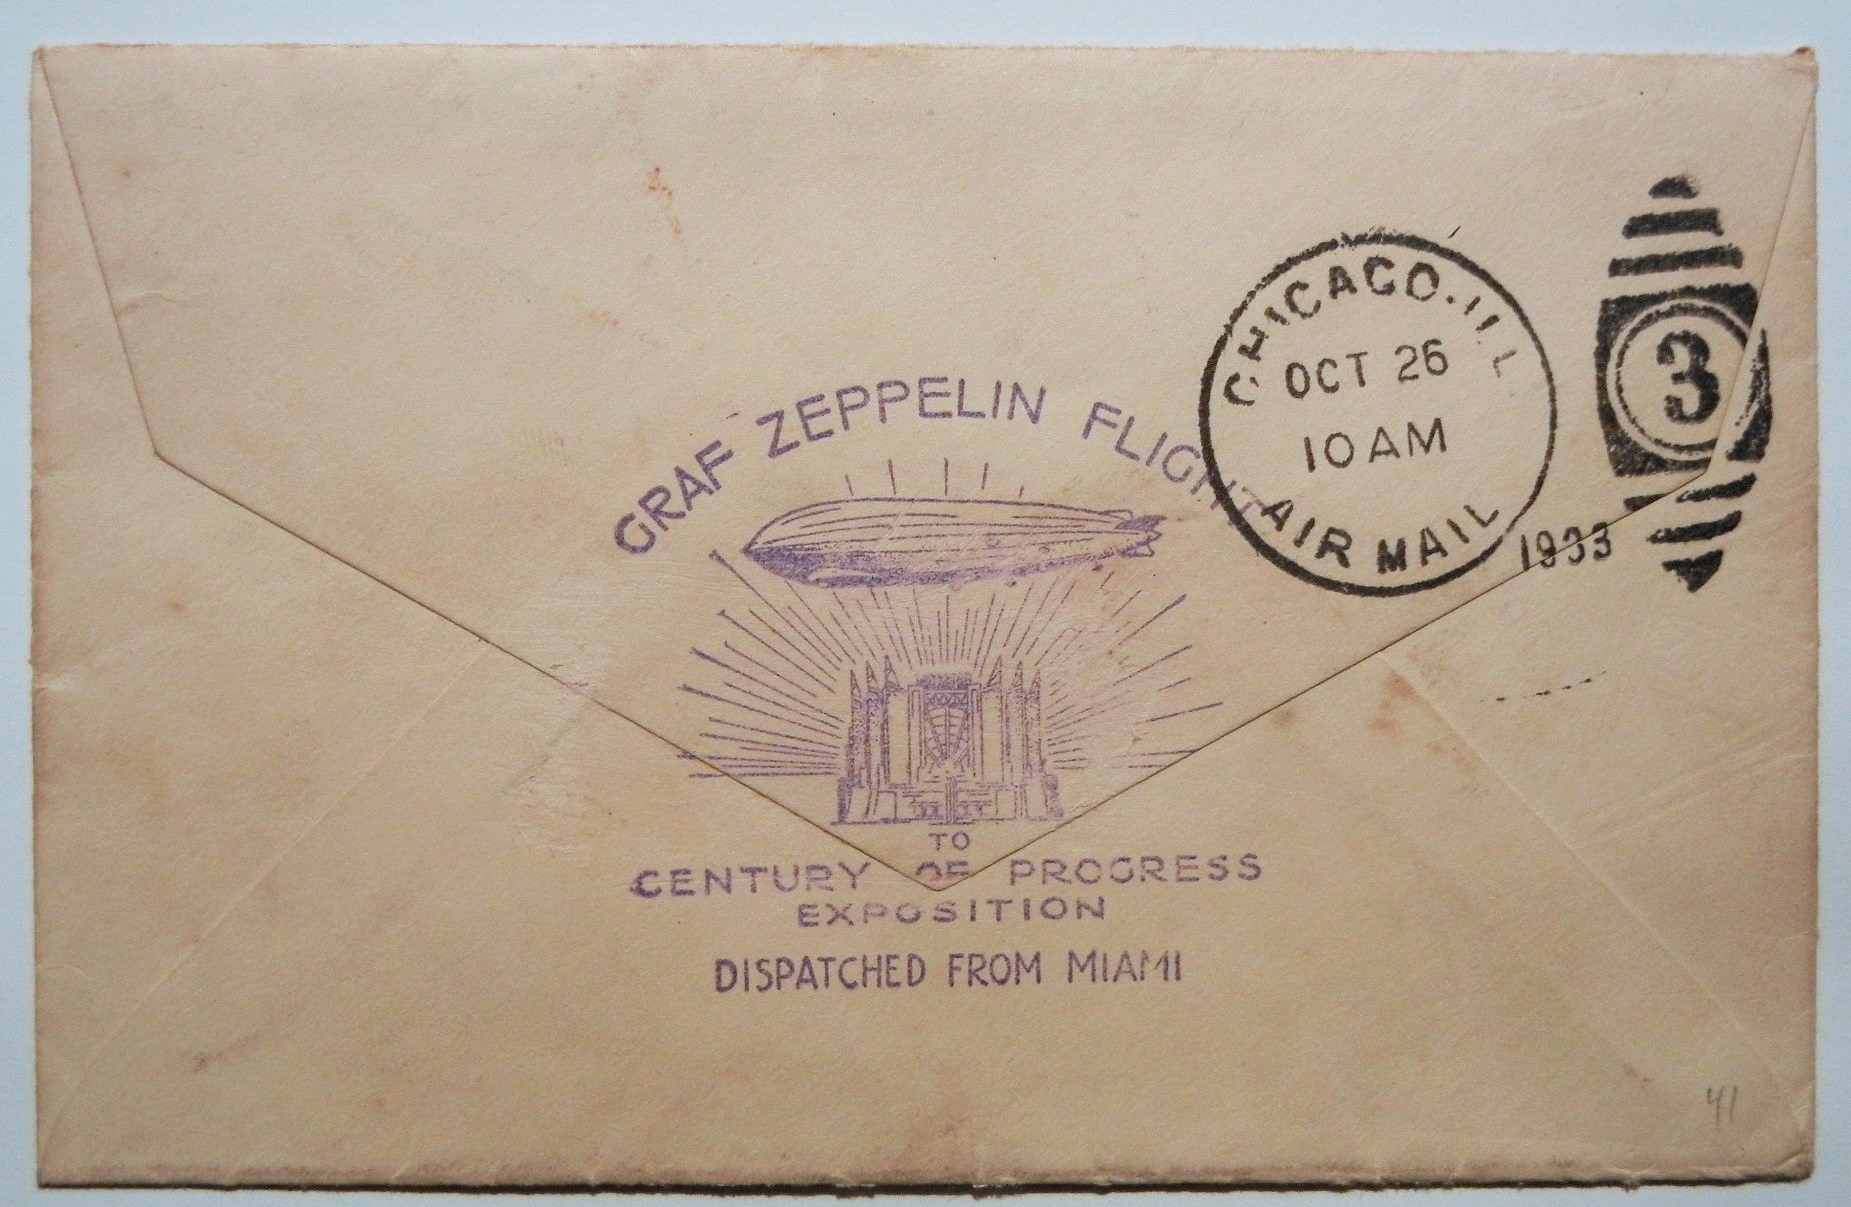 GRAF ZEPPELIN FLIGHT
TO
CENTURY OF PROGRESS
EXPOSITION
DISPATCHED FROM MIAMI
CHICAGO. ILL.
OCT 26
10 AM
AIR MAIL
1933
3
41